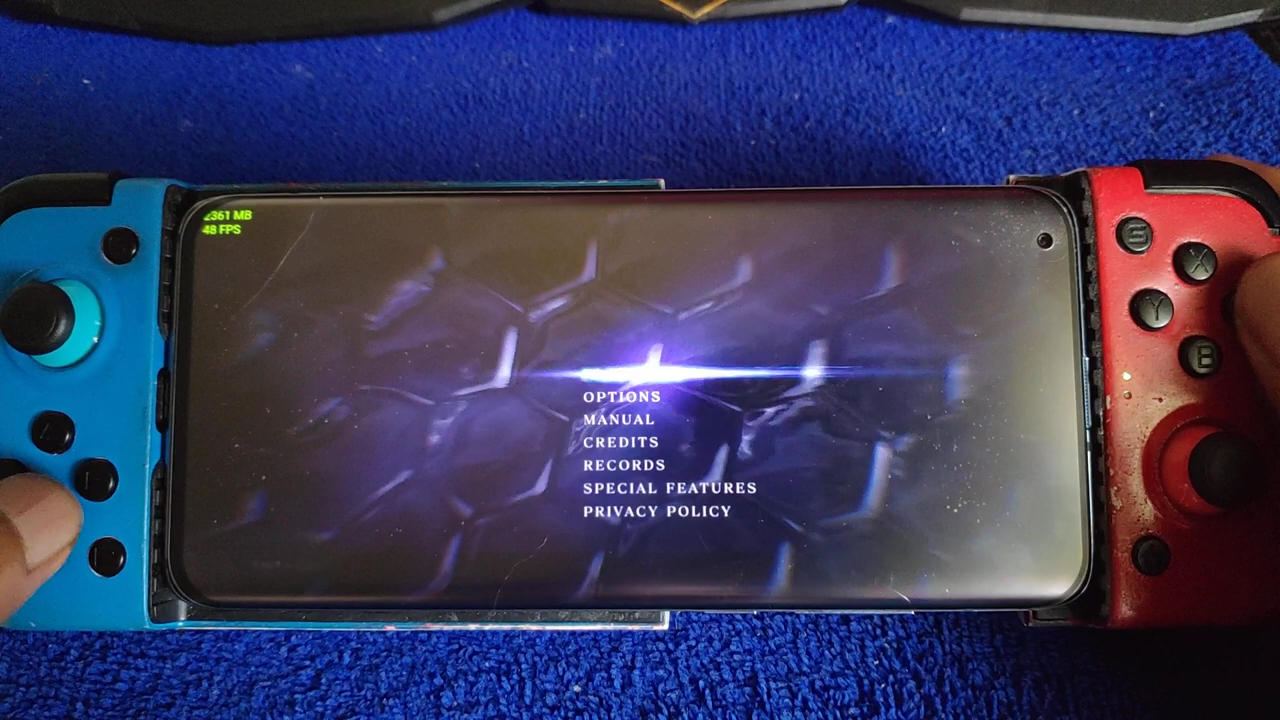 2361 MB
48 FPS
OPTIONS
MANUAL
CREDITS
RECORDS
SPECIAL FEATURES
PRIVACY POLICY
S
X
Y
B